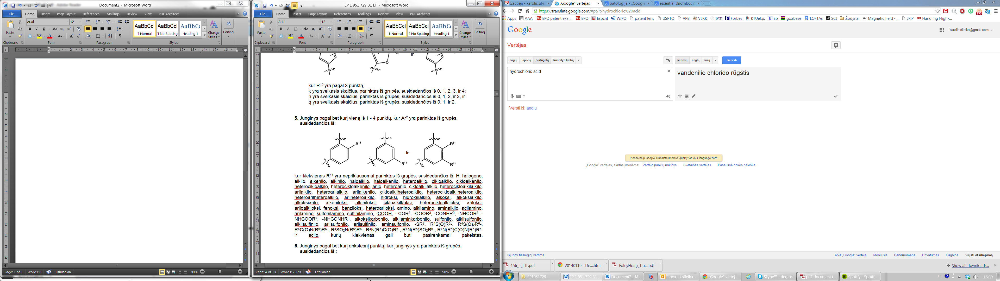 Document2 - Microsoft Word
File Home Insert Page Layout References Mailings Review View PDF Architect
Arial 12
Paste
AaBbCcI AaBbCcI AaBbCc
¶ Normal ¶ No Spacing Heading 1
Change Styles
Editing
Clipboard Font Paragraph Styles
Page: 1 of 1 Words: 0 Lithuanian 90%
EP 1 951 729 B1 LT - Microsoft Word
File Home Insert Page Layout References Mailings Review View PDF Architect
Arial 12
Paste
AaBbCcI AaBbCcI AaBbCc
¶ Normal ¶ No Spacing Heading 1
Change Styles
Editing
Clipboard Font Paragraph Styles
O ir
kur R10 yra pagal 3 punktą,
k yra sveikasis skaičius, parinktas iš grupės, susidedančios iš 0, 1, 2, 3, ir 4;
n yra sveikasis skaičius, parinktas iš grupės, susidedančios iš 0, 1, 2, ir 3, ir
q yra sveikasis skaičius, parinktas iš grupės, susidedančios iš 0, 1, ir 2.
5. Junginys pagal bet kurį vieną iš 1 - 4 punktų, kur Ar2 yra parinktas iš grupės,
susidedančios iš:
R11 R11 ir R11 R11
kur kiekvienas R11 yra nepriklausomai parinktas iš grupės, susidedančios iš: H, halogeno,
alkilo, alkenilo, alkinilo, haloalkilo, haloalkenilo, heteroalkilo, cikloalkilo, cikloalkenilo,
heterocikloalkilo, heterocikloalkenilo, arilo, heteroarilo, cikloalkilalkilo, heterocikloalkilalkilo,
arilalkilo, heteroarilalkilo, arilalkenilo, cikloalkilheteroalkilo, heterocikloalkilheteroalkilo,
heteroarilheteroalkilo, arilheteroalkilo, hidroksi, hidroksialkilo, alkoksi, alkoksialkilo,
alkoksiarilo, alkeniloksi, alkiniloksi, cikloalkilkoksi, heterocikloalkiloksi, ariloksi,
ariloalkiloksi, fenoksi, benziloksi, heteroariloksi, amino, alkilamino, aminalkilo, acilamino,
arilamino, sulfonilamino, sulfinilamino, -COOH, - COR3, -COOR3, -CONHR3, -NHCOR3, -
NHCOOR3, -NHCONHR3, alkoksikarbonilo, alkilaminkarbonilo, sulfonilo, alkilsulfonilo,
alkilsulfinilo, arilsulfonilo, arilsulfinilo, aminsulfonilo, -SR3, R4S(O)R6-, R4S(O)2R6-,
R4C(O)N(R5)R6-, R4SO2N(R5)R6-, R4N(R5)C(O)R6-, R4N(R5)SO2R6-, R4N(R5)C(O)N(R5)R6-
ir acilo, kurių kiekvienas gali būti pasirenkamai pakeistas.
6. Junginys pagal bet kurį ankstesnį punktą, kur junginys yra parinktas iš grupės,
susidedančios iš :
Page: 4 of 18 Words: 2.320 Lithuanian 90%
Gautieji - karolis.silei „Google“ vertėjas patologija - „Google essential thrombocyt
https://translate.google.com/#pt/lt/hydrochloric%20acid
Apps AAA EPO patent exa... EPO Espcnt WIPO patent lens USPTO VPB VLKK IP® Forbes KTUel.p. Eb goabase LOFTAs SCI Žodynai Magnetic field -... JPIP Handling High-...
Google karolis.sileika@gmail.com
Vertėjas
anglų japonų portugalų Nustatyti kalbą lietuvių anglų rusų Išversti
hydrochloric acid vandenilio chlorido rūgštis
Versti iš: anglų
Please help Google Translate improve quality for your language here.
„Google“ vertėjas, skirtas įmonėms: Vertėjo įrankių rinkinys Svetainės vertėjas Pasaulinė rinkos paieška
Išjungti tiesioginį vertimą Apie „Google“ vertėją Mobilusis Bendruomenė Privatumas Pagalba Siųsti atsiliepimą
156_lt_LTL.pdf 20140110 - De....htm FoleyHoag_Tra....pdf Show all downloads...
EP1951729 - EP 1 951 729 B1... Document2 - M... Inbox - k.sileika... „Google“ vertėj... Skype™ - degras pdf-document (... Spotify - Spotif... LT 15:39